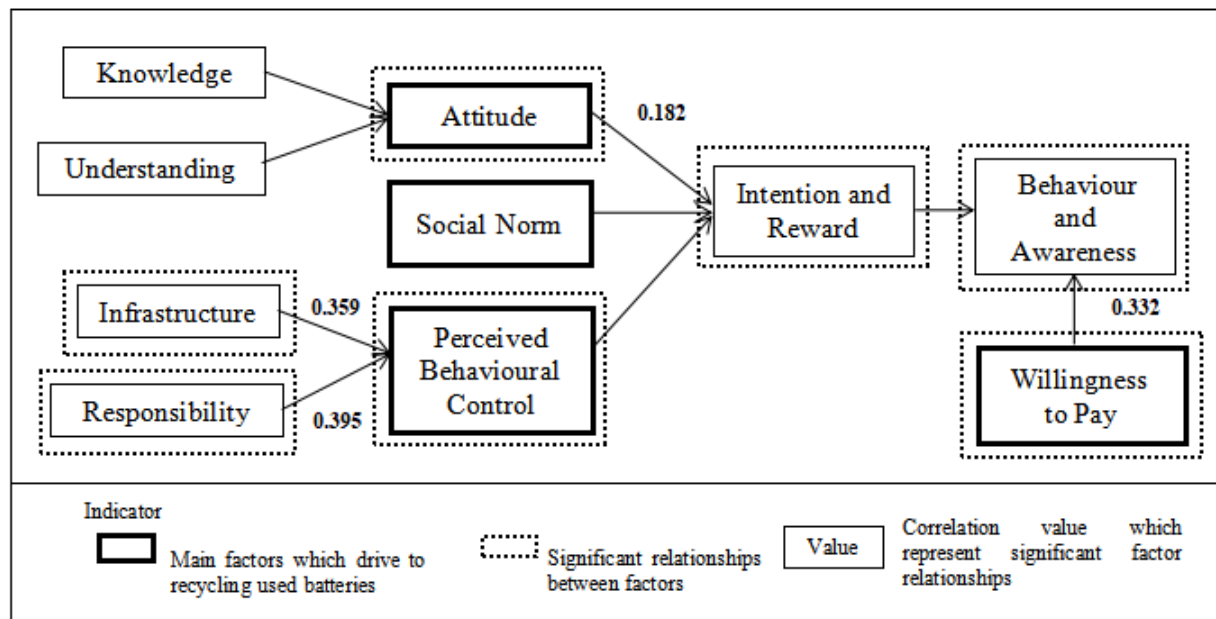 Knowledge
Understanding
Attitude
0.182
Social Norm
Infrastructure
0.359
Responsibility
0.395
Perceived
Behavioural
Control
Intention and
Reward
Behaviour
and
Awareness
0.332
Willingness
to Pay
Indicator
Main factors which drive to
recycling used batteries
Significant relationships
between factors
Value
Correlation value which
represent significant factor
relationships